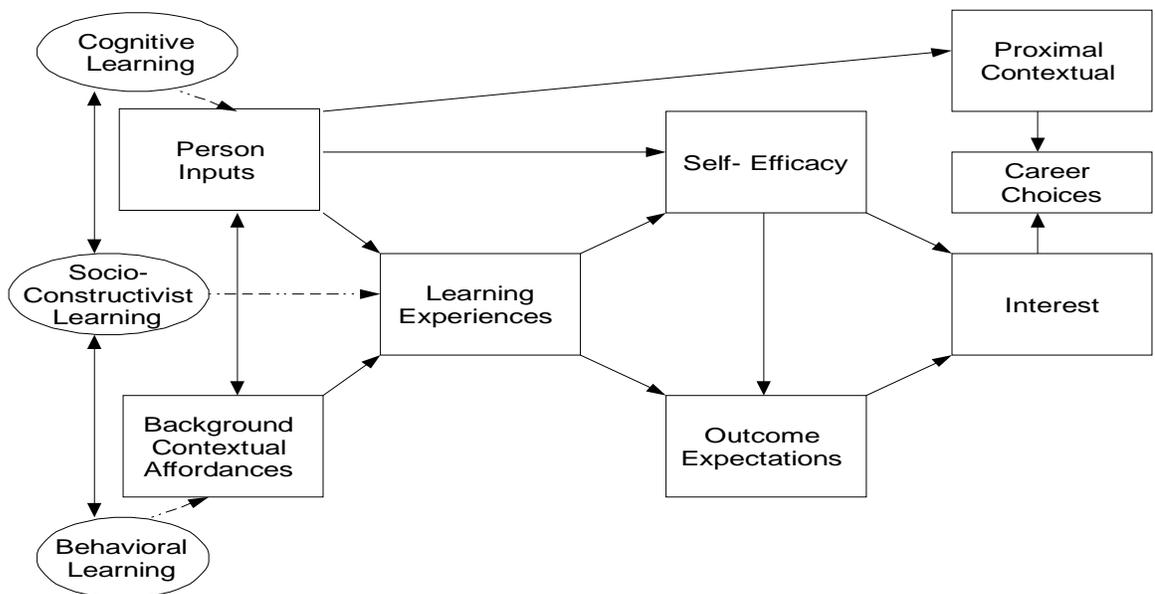 Cognitive
Learning
Proximal
Contextual
Person
Inputs
Self- Efficacy
Career
Choices
Socio-
Constructivist
Learning
Learning
Experiences
Interest
Background
Contextual
Affordances
Outcome
Expectations
Behavioral
Learning